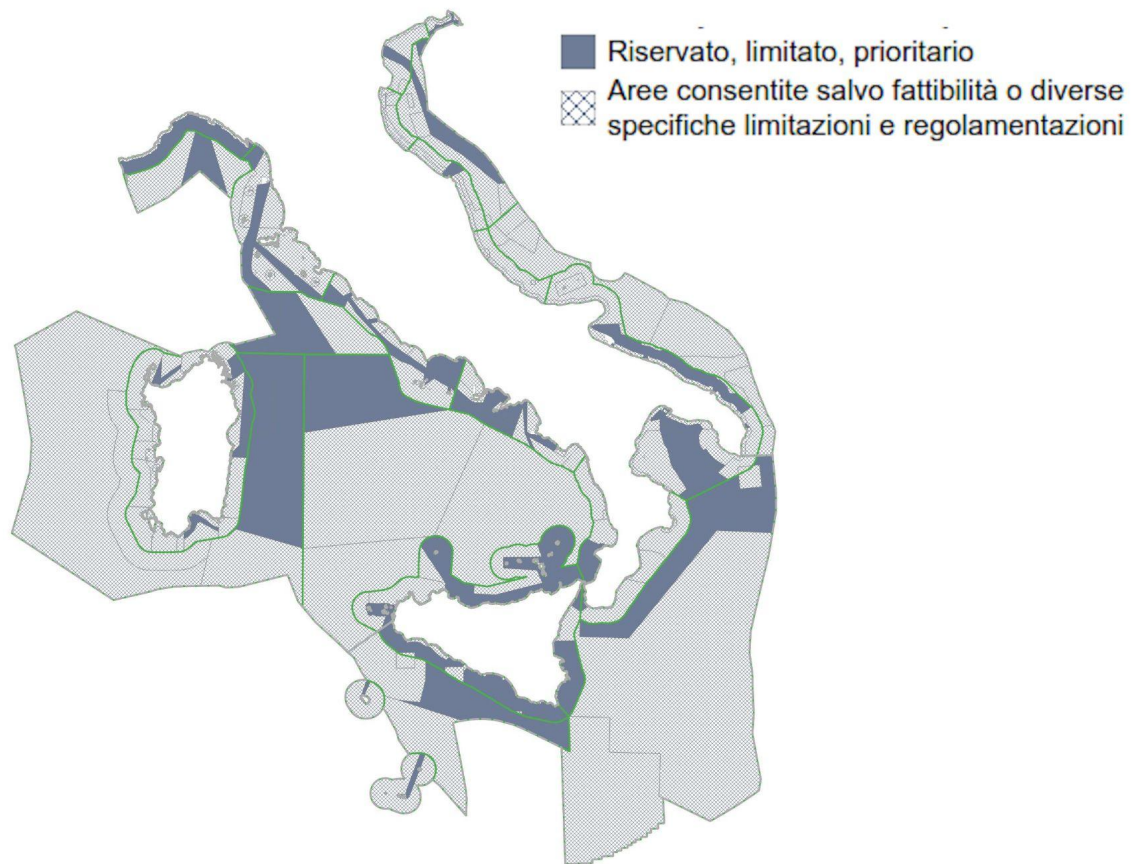 Riservato, limitato, prioritario
Aree consentite salvo fattibilità o diverse
specifiche limitazioni e regolamentazioni